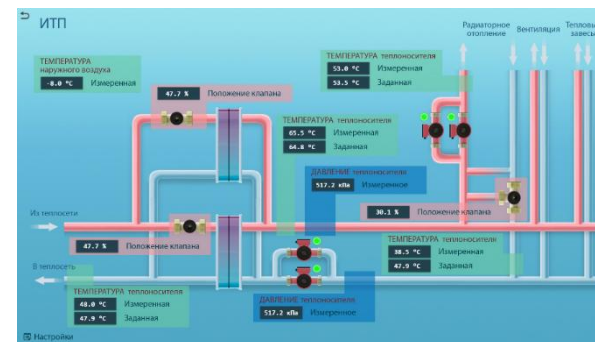 ИТП
Радиаторное
отопление
Вентиляция
Тепловые
завесы
ТЕМПЕРАТУРА
наружного воздуха
-8.0 °C Измеренная
47.7 % Положение клапана
ТЕМПЕРАТУРА теплоносителя
53.0 °C Измеренная
53.5 °C Заданная
ТЕМПЕРАТУРА теплоносителя
65.5 °C Измеренная
64.8 °C Заданная
ДАВЛЕНИЕ теплоносителя
517.2 кПа Измеренное
30.1 % Положение клапана
Из теплосети
47.7 % Положение клапана
ТЕМПЕРАТУРА теплоносителя
38.5 °C Измеренная
47.9 °C Заданная
В теплосеть
ТЕМПЕРАТУРА теплоносителя
48.0 °C Измеренная
47.9 °C Заданная
ДАВЛЕНИЕ теплоносителя
517.2 кПа Измеренное
Настройки